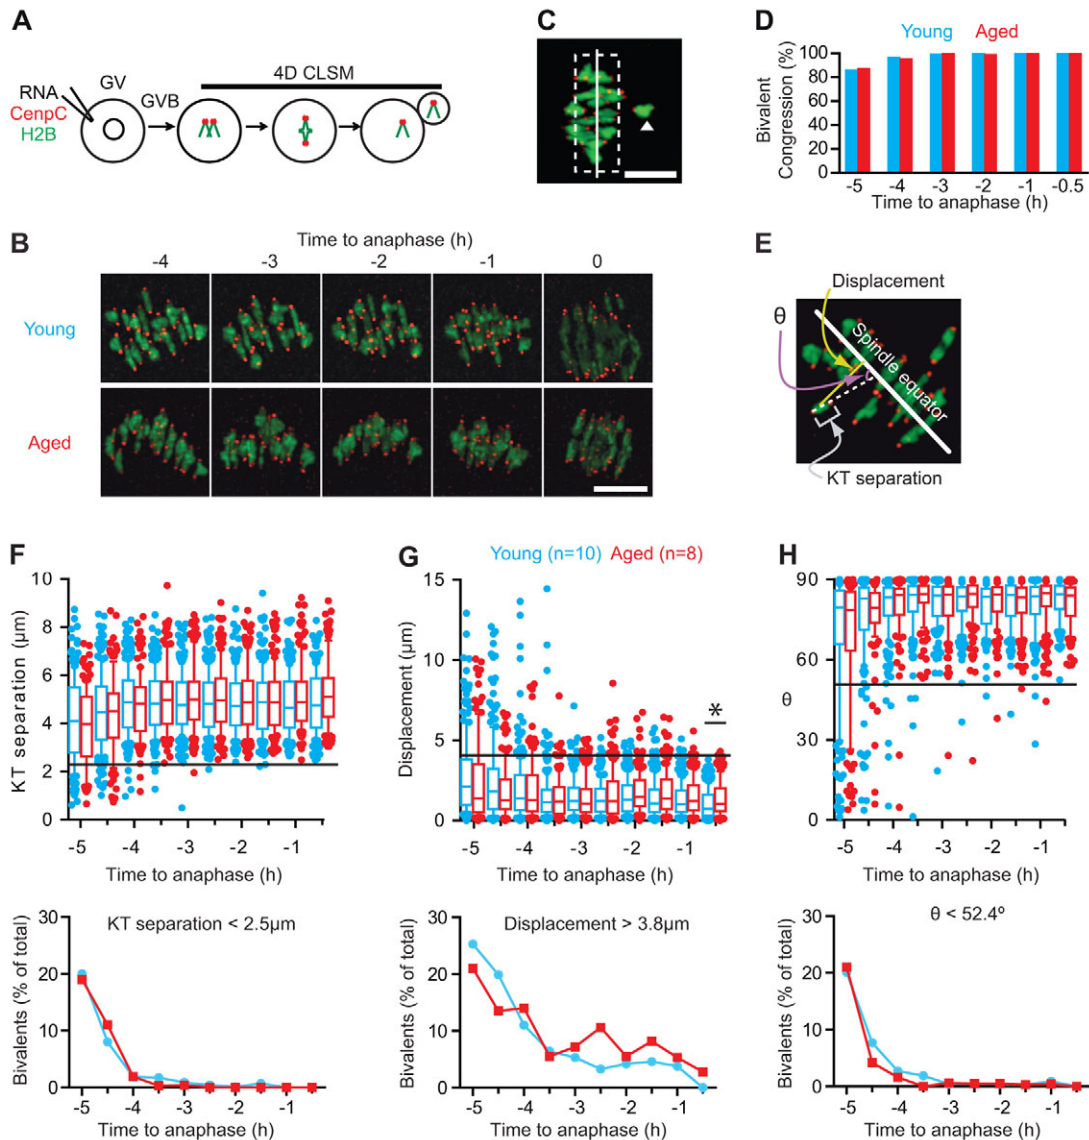 A
RNA
CenpC
H2B
GV
GVB
4D CLSM
C
D
Young Aged
Bivalent
Congression (%)
100
80
60
40
20
0
-5 -4 -3 -2 -1 -0.5
Time to anaphase (h)
B
Time to anaphase (h)
-4 -3 -2 -1 0
Young
Aged
E
Displacement
θ
Spindle equator
KT separation
F
KT separation (µm)
10
8
6
4
2
0
-5 -4 -3 -2 -1
Time to anaphase (h)
G
Young (n=10) Aged (n=8)
Displacement (µm)
15
10
5
0
*
-5 -4 -3 -2 -1
Time to anaphase (h)
H
θ
90
60
30
0
-5 -4 -3 -2 -1
Time to anaphase (h)
KT separation < 2.5µm
Bivalents (% of total)
30
20
10
0
-5 -4 -3 -2 -1
Time to anaphase (h)
Displacement > 3.8µm
Bivalents (% of total)
30
20
10
0
-5 -4 -3 -2 -1
Time to anaphase (h)
θ < 52.4º
Bivalents (% of total)
30
20
10
0
-5 -4 -3 -2 -1
Time to anaphase (h)